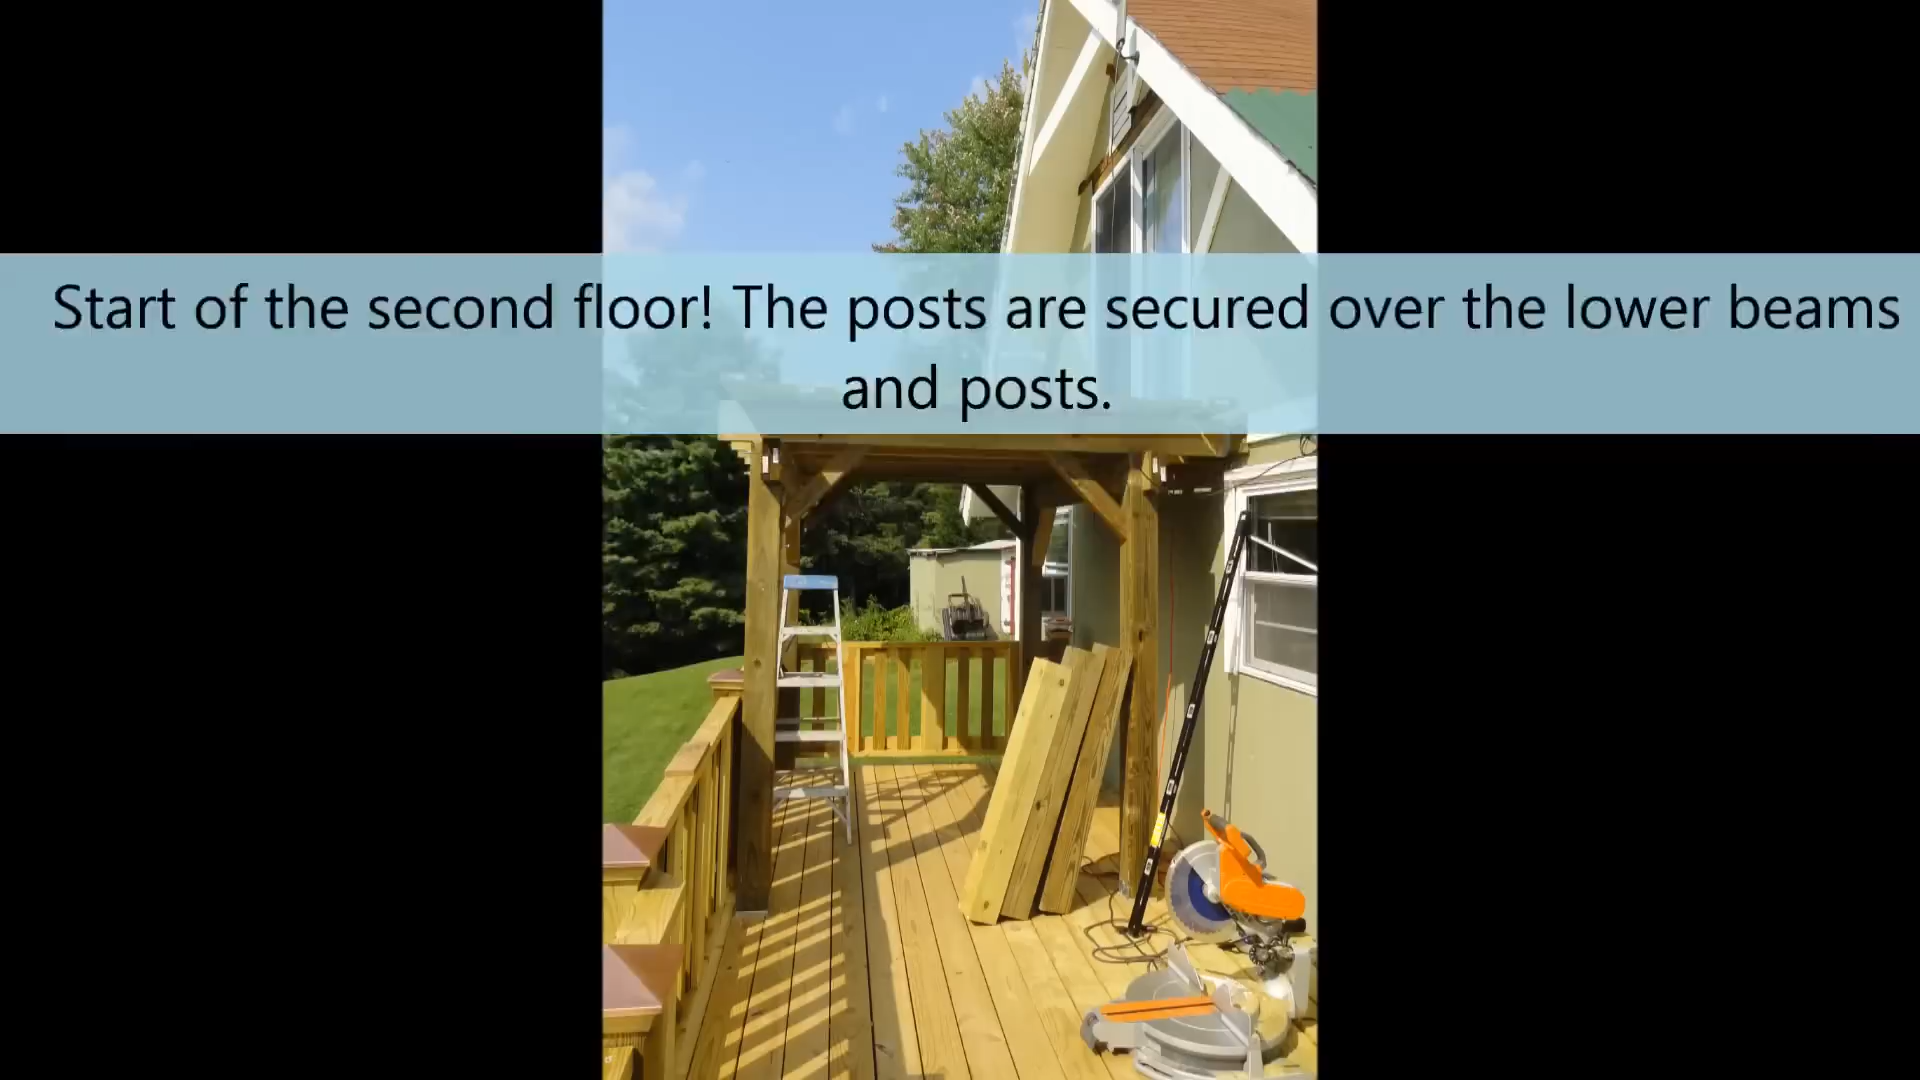 Start of the second floor! The posts are secured over the lower beams
and posts.